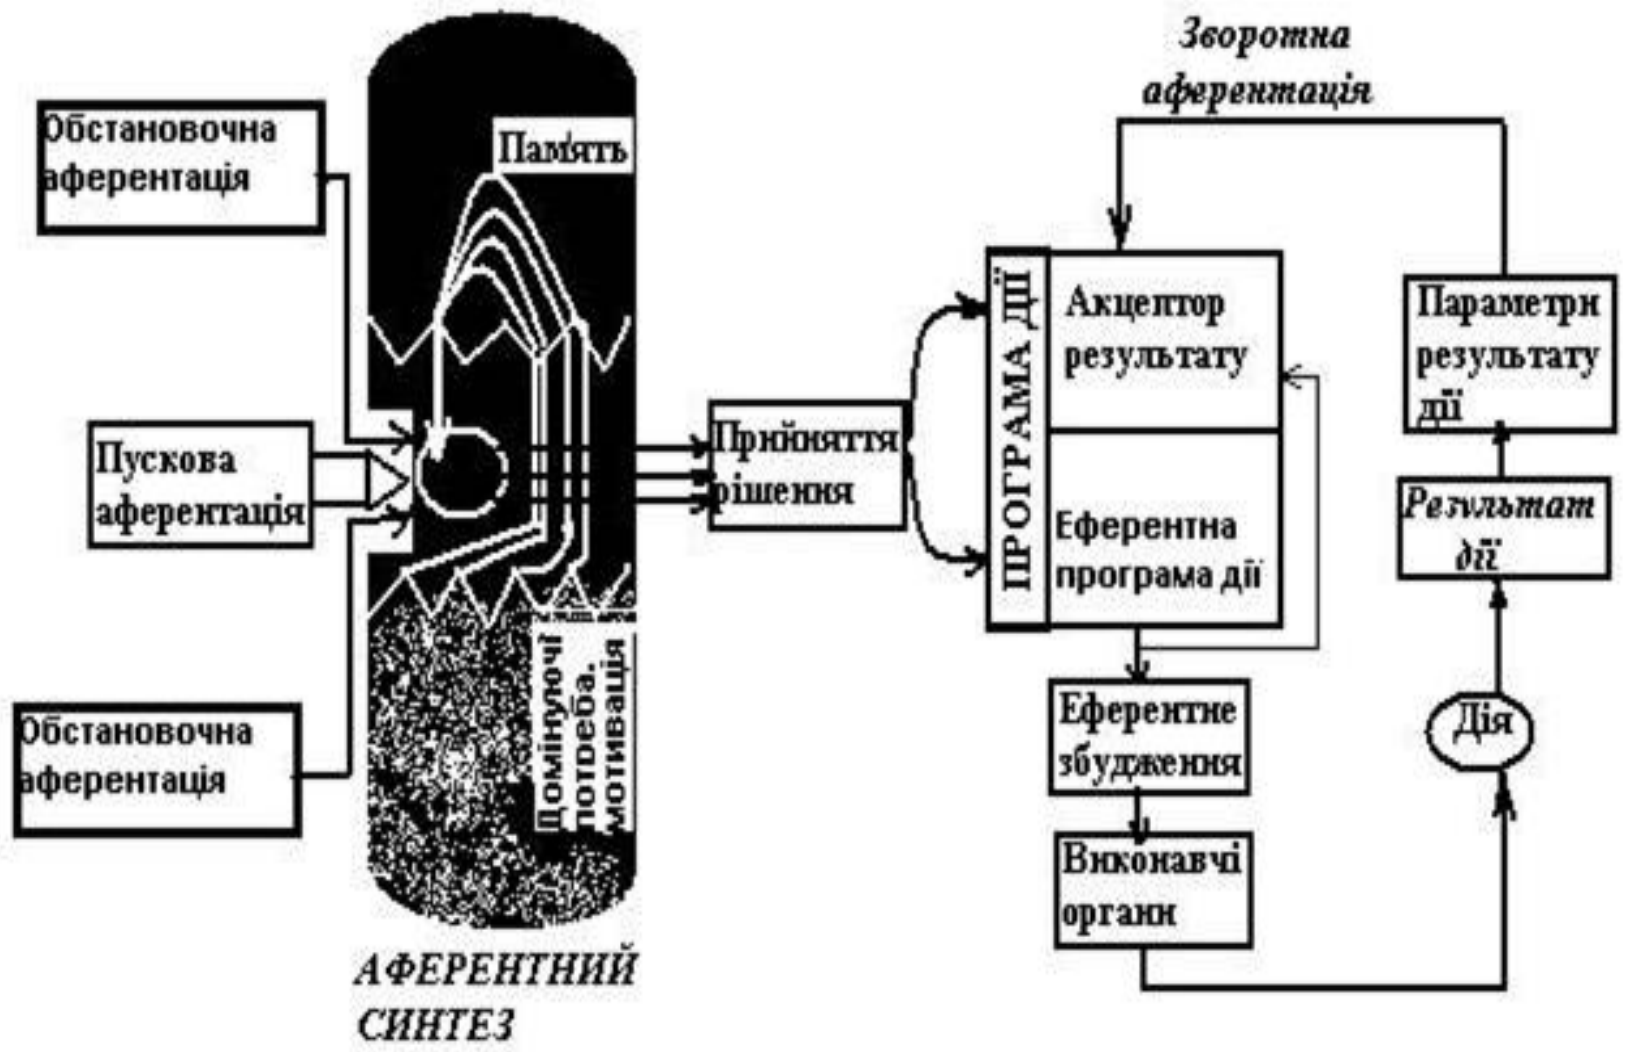 Зворотна
аферентація
Обстановочна
аферентація
Пам'ять
ПРОГРАМА ДІЇ
Акцептор
результату
Параметри
результату
дії
Пускова
аферентація
Прийняття
рішення
Еферентна
програма дії
Результат
дії
Домінуючі
потреба.
мотивація
Обстановочна
аферентація
Еферентне
збудження
Дія
Виконавчі
органи
АФЕРЕНТНИЙ
СИНТЕЗ